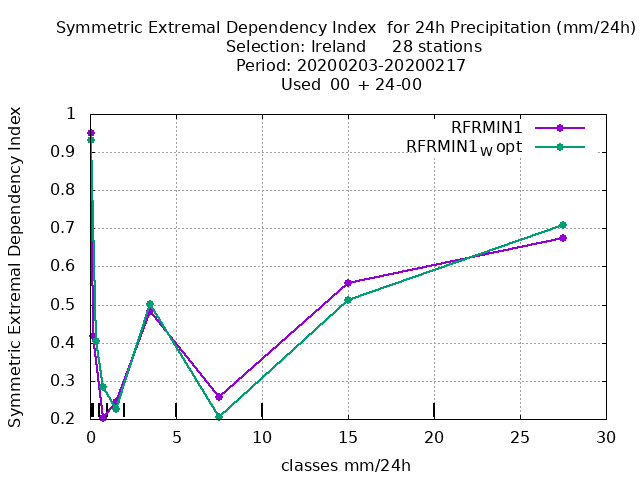 Symmetric Extremal Dependency Index  for 24h Precipitation (mm/24h)
Selection: Ireland     28 stations
Period: 20200203-20200217
Used  00 + 24-00
Symmetric Extremal Dependency Index
RFRMIN1
RFRMIN1W opt
1
0.9
0.8
0.7
0.6
0.5
0.4
0.3
0.2
0 5 10 15 20 25 30
classes mm/24h